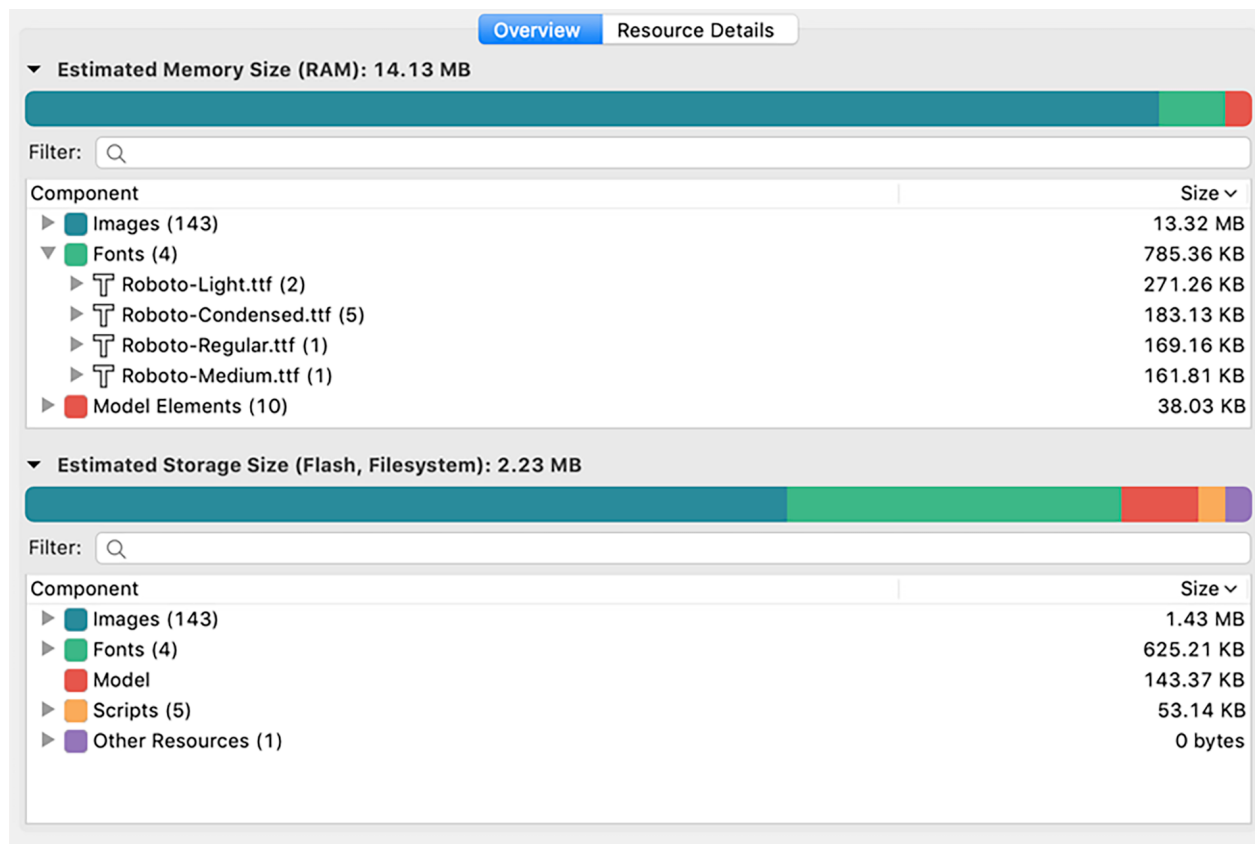 Overview Resource Details
Estimated Memory Size (RAM): 14.13 MB
Filter:
Component Size
Images (143) 13.32 MB
Fonts (4) 785.36 KB
Roboto-Light.ttf (2) 271.26 KB
Roboto-Condensed.ttf (5) 183.13 KB
Roboto-Regular.ttf (1) 169.16 KB
Roboto-Medium.ttf (1) 161.81 KB
Model Elements (10) 38.03 KB
Estimated Storage Size (Flash, Filesystem): 2.23 MB
Filter:
Component Size
Images (143) 1.43 MB
Fonts (4) 625.21 KB
Model 143.37 KB
Scripts (5) 53.14 KB
Other Resources (1) 0 bytes